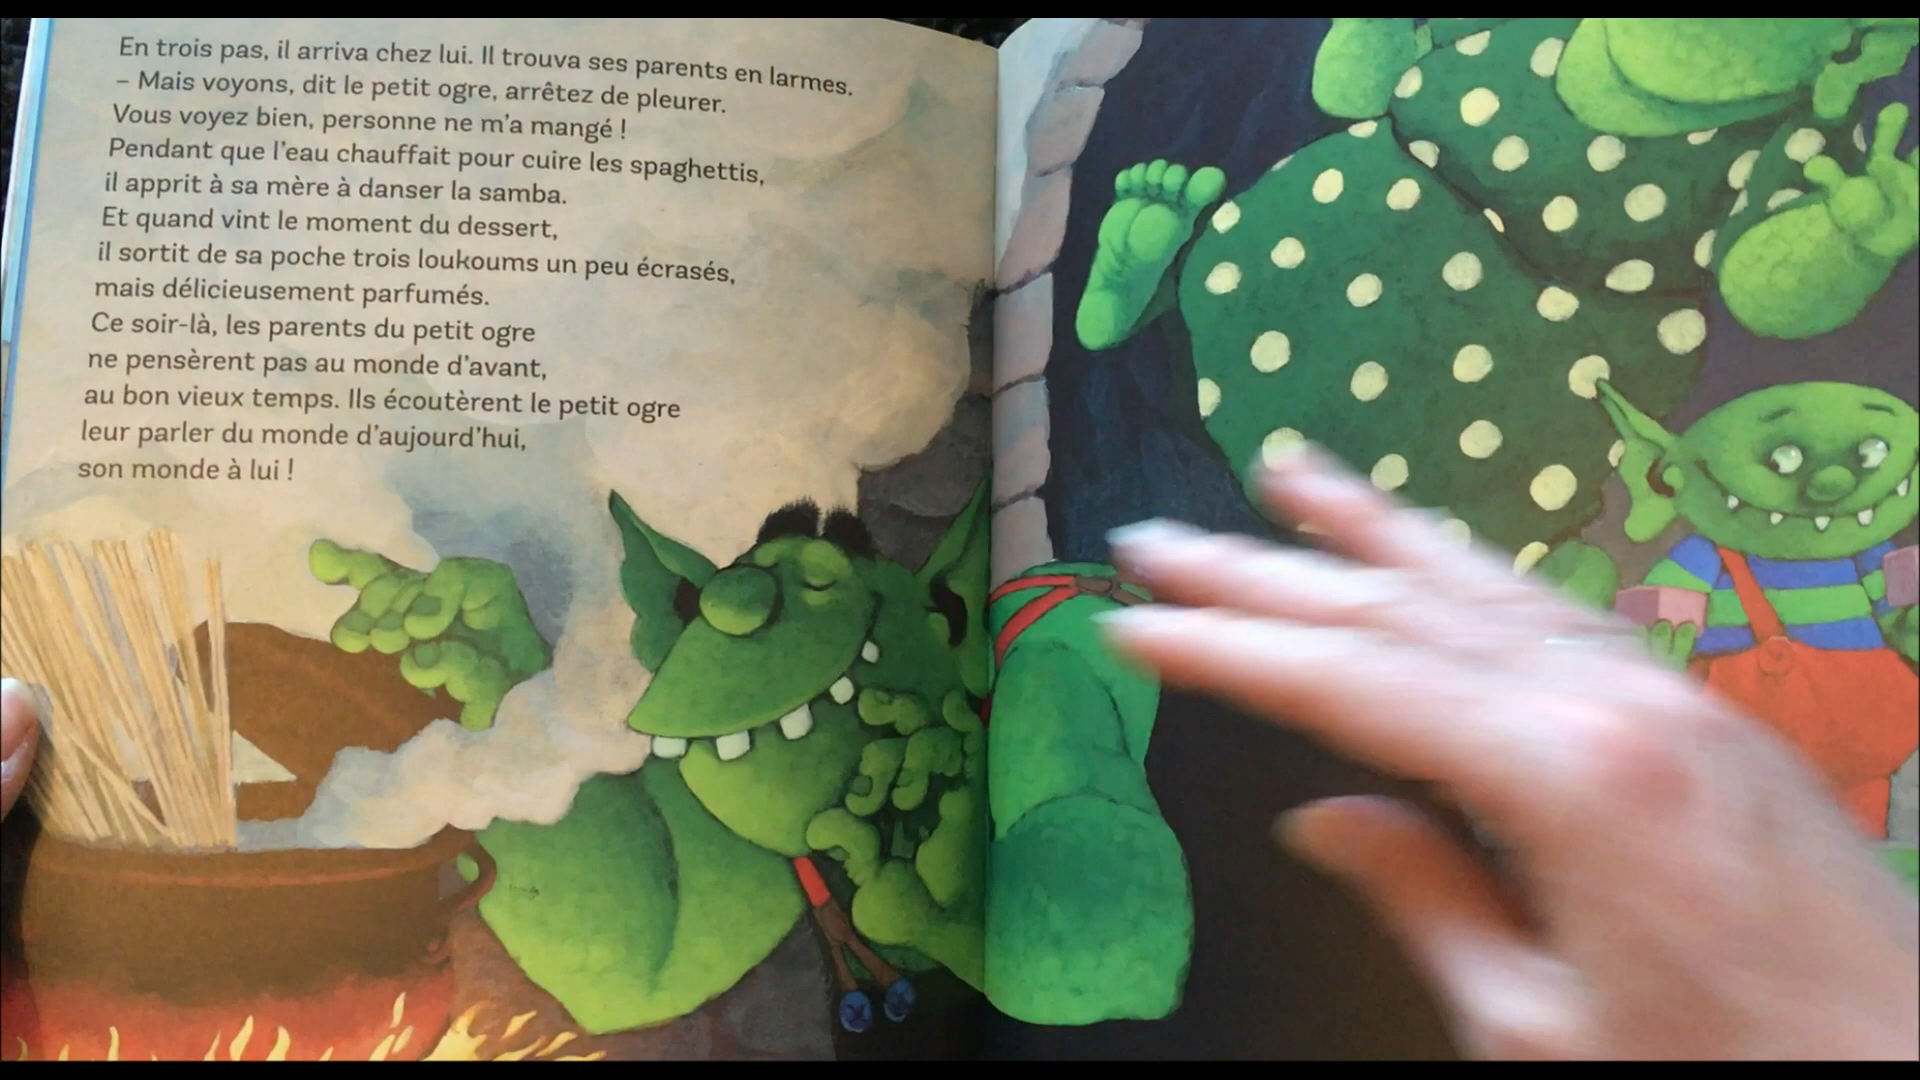 En trois pas, il arriva chez lui. Il trouva ses parents en larmes.
– Mais voyons, dit le petit ogre, arrêtez de pleurer.
Vous voyez bien, personne ne m'a mangé !
Pendant que l'eau chauffait pour cuire les spaghettis,
il apprit à sa mère à danser la samba.
Et quand vint le moment du dessert,
il sortit de sa poche trois loukoums un peu écrasés,
mais délicieusement parfumés.
Ce soir-là, les parents du petit ogre
ne pensèrent pas au monde d'avant,
au bon vieux temps. Ils écoutèrent le petit ogre
leur parler du monde d'aujourd'hui,
son monde à lui !